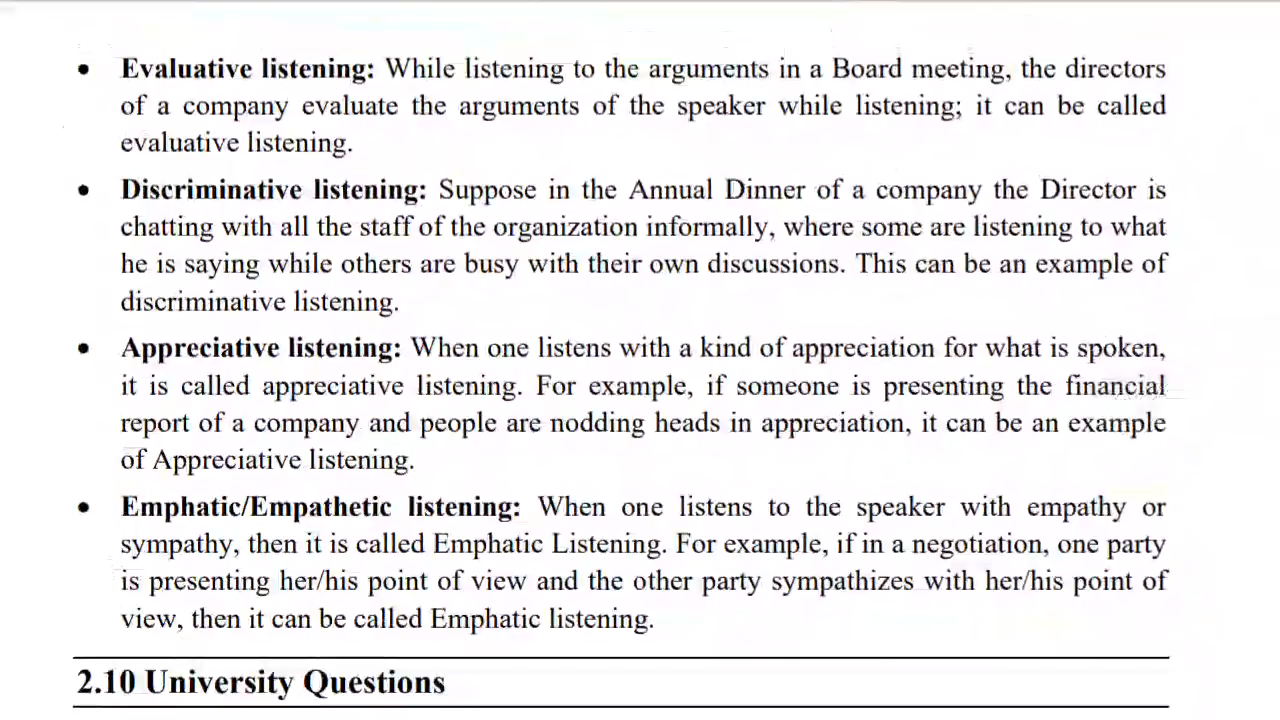 • Evaluative listening: While listening to the arguments in a Board meeting, the directors
of a company evaluate the arguments of the speaker while listening; it can be called
evaluative listening.
• Discriminative listening: Suppose in the Annual Dinner of a company the Director is
chatting with all the staff of the organization informally, where some are listening to what
he is saying while others are busy with their own discussions. This can be an example of
discriminative listening.
• Appreciative listening: When one listens with a kind of appreciation for what is spoken,
it is called appreciative listening. For example, if someone is presenting the financial
report of a company and people are nodding heads in appreciation, it can be an example
of Appreciative listening.
• Emphatic/Empathetic listening: When one listens to the speaker with empathy or
sympathy, then it is called Emphatic Listening. For example, if in a negotiation, one party
is presenting her/his point of view and the other party sympathizes with her/his point of
view, then it can be called Emphatic listening.
2.10 University Questions